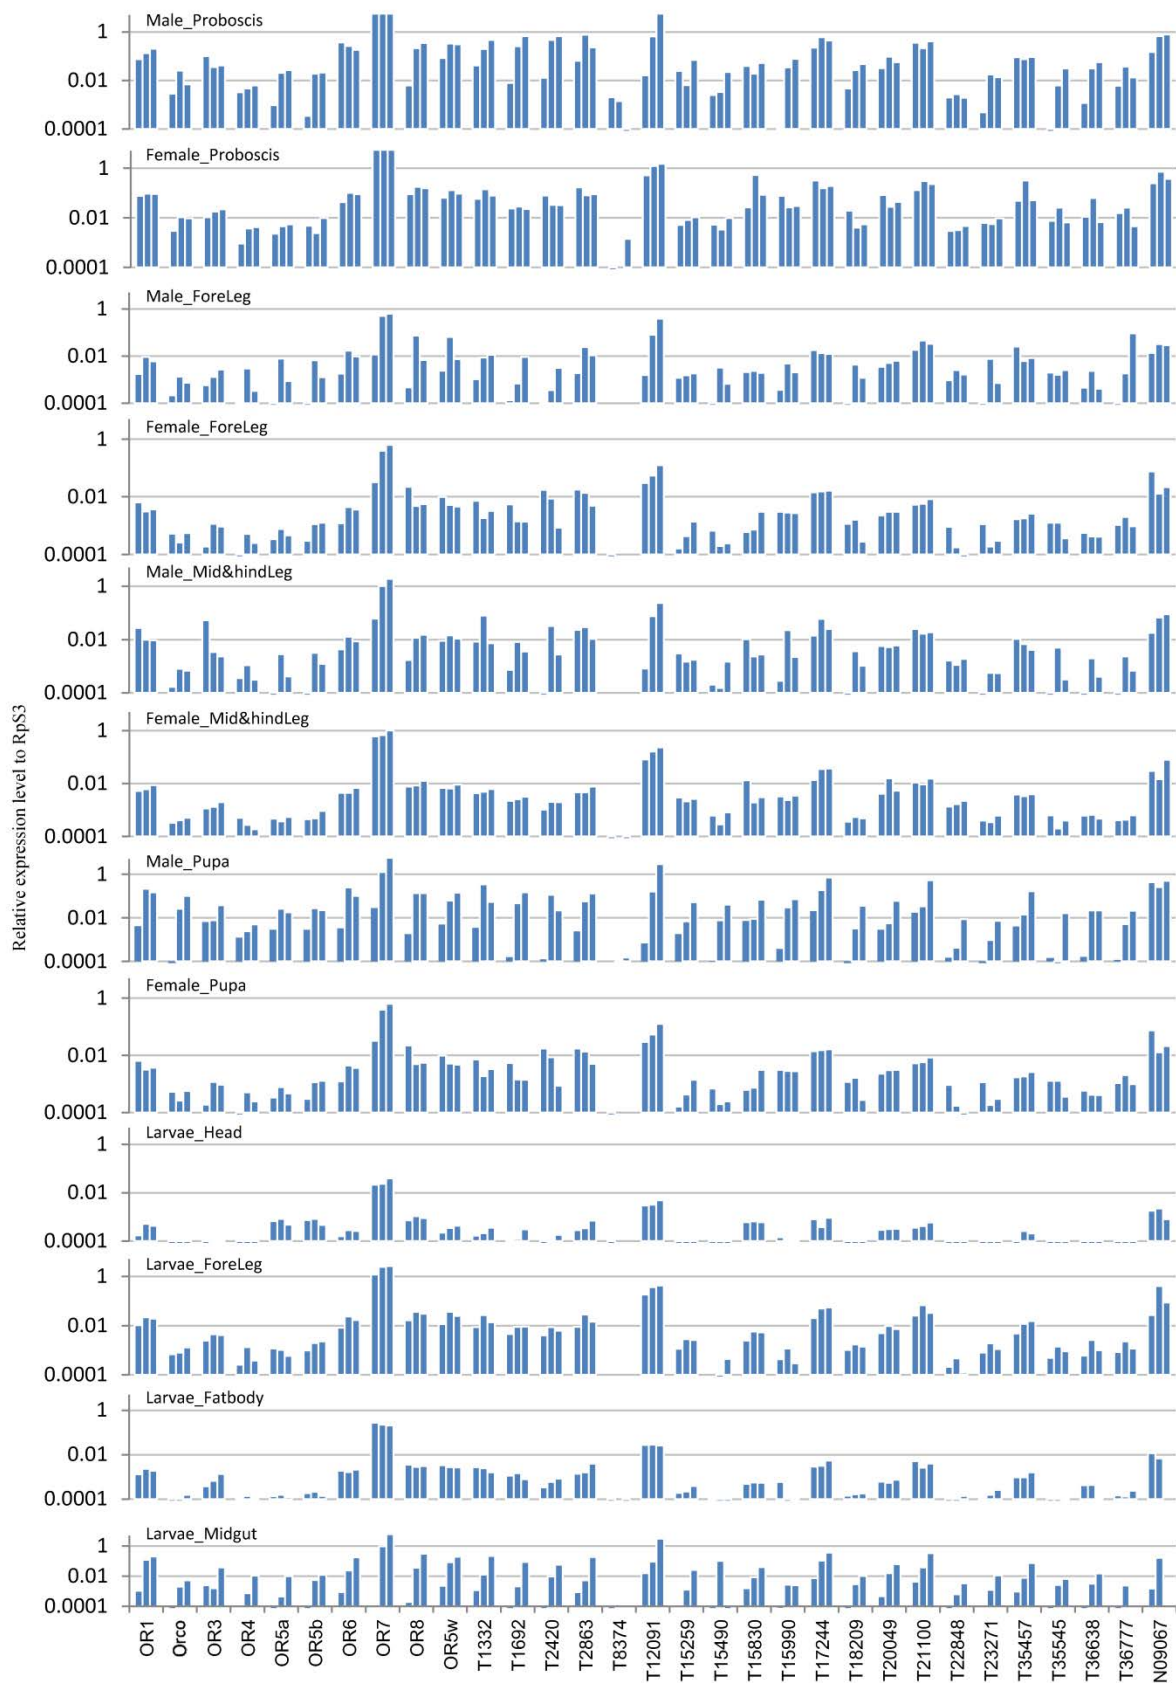 Relative expression level to RpS3
Male_Proboscis
1
0.01
0.0001
Female_Proboscis
1
0.01
0.0001
Male_ForeLeg
1
0.01
0.0001
Female_ForeLeg
1
0.01
0.0001
Male_Mid&hindLeg
1
0.01
0.0001
Female_Mid&hindLeg
1
0.01
0.0001
Male_Pupa
1
0.01
0.0001
Female_Pupa
1
0.01
0.0001
Larvae_Head
1
0.01
0.0001
Larvae_ForeLeg
1
0.01
0.0001
Larvae_Fatbody
1
0.01
0.0001
Larvae_Midgut
1
0.01
0.0001
OR1
Orco
OR3
OR4
OR5a
OR5b
OR6
OR7
OR8
OR5w
T1332
T1692
T2420
T2863
T8374
T12091
T15259
T15490
T15830
T15990
T17244
T18209
T20049
T21100
T22848
T23271
T35457
T35545
T36638
T36777
N09067